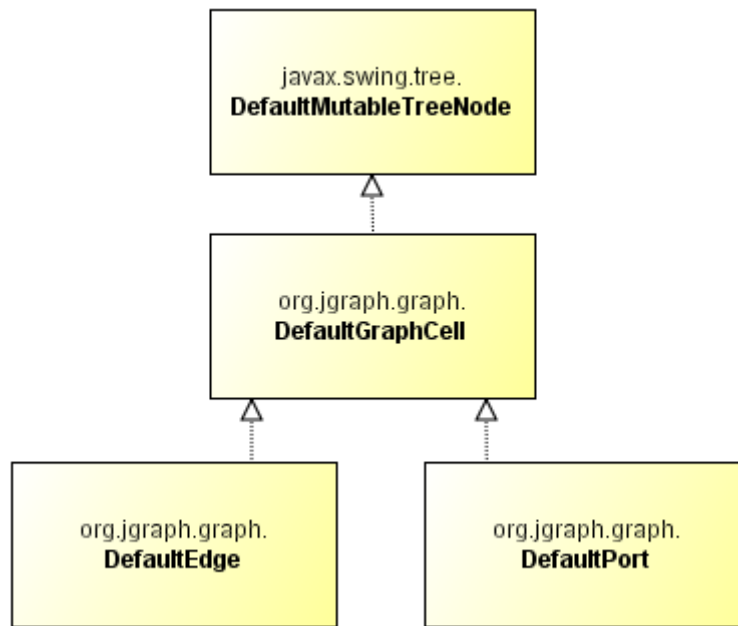 javax.swing.tree.
DefaultMutableTreeNode
org.jgraph.graph.
DefaultGraphCell
org.jgraph.graph.
DefaultEdge
org.jgraph.graph.
DefaultPort